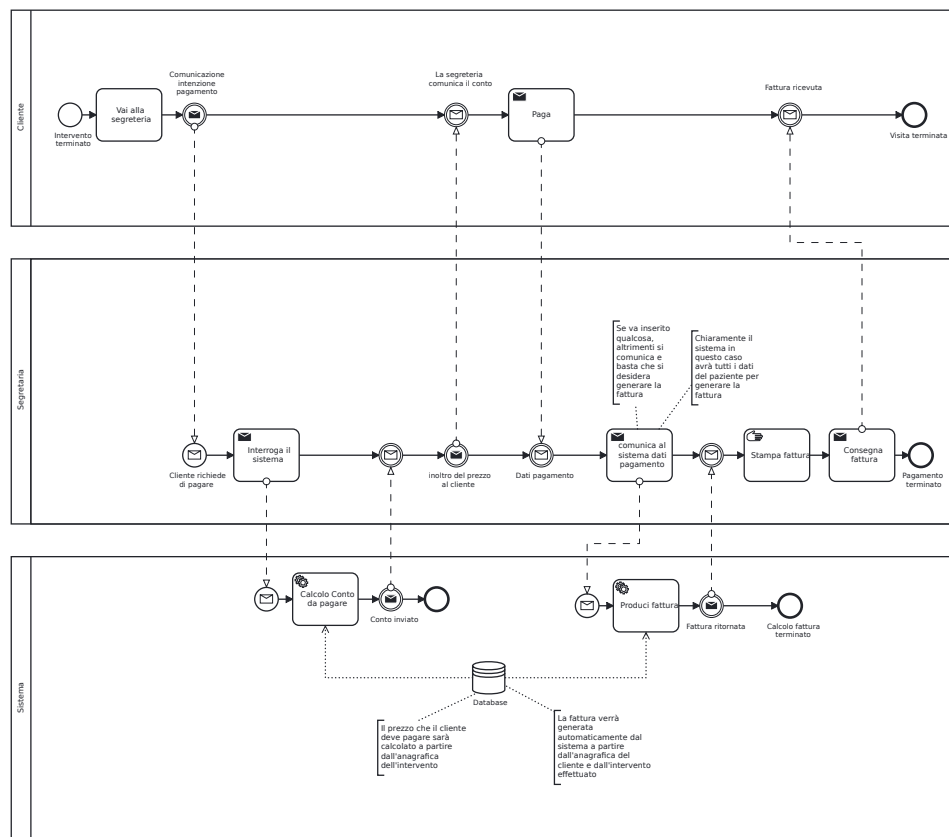 Cliente
Intervento
terminato
Vai alla
segreteria
Comunicazione
intenzione
pagamento
La segreteria
comunica il conto
Paga
Fattura ricevuta
Visita terminata
Segretaria
Cliente richiede
di pagare
Interroga il
sistema
inoltro del prezzo
al cliente
Dati pagamento
Se va inserito
qualcosa,
altrimenti si
comunica e
basta che si
desidera
generare la
fattura
Chiaramente il
sistema in
questo caso
avrà tutti i dati
del paziente per
generare la
fattura
comunica al
sistema dati
pagamento
Stampa fattura
Consegna
fattura
Pagamento
terminato
Sistema
Calcolo Conto
da pagare
Conto inviato
Produci fattura
Fattura ritornata
Calcolo fattura
terminato
Database
Il prezzo che il cliente
deve pagare sarà
calcolato a partire
dall'anagrafica
dell'intervento
La fattura verrà
generata
automaticamente dal
sistema a partire
dall'anagrafica del
cliente e dall'intervento
effettuato